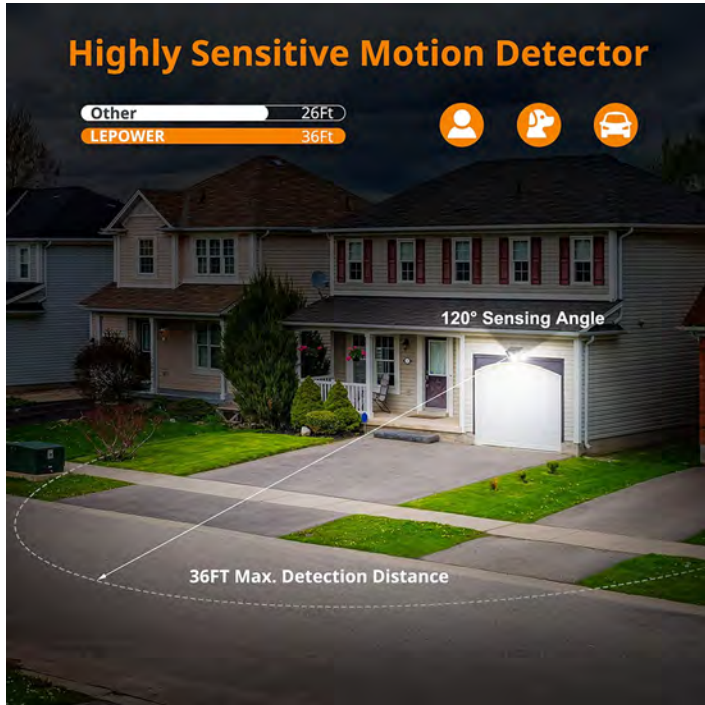 Highly Sensitive Motion Detector
Other 26Ft
LEPOWER 36Ft
120° Sensing Angle
36FT Max. Detection Distance